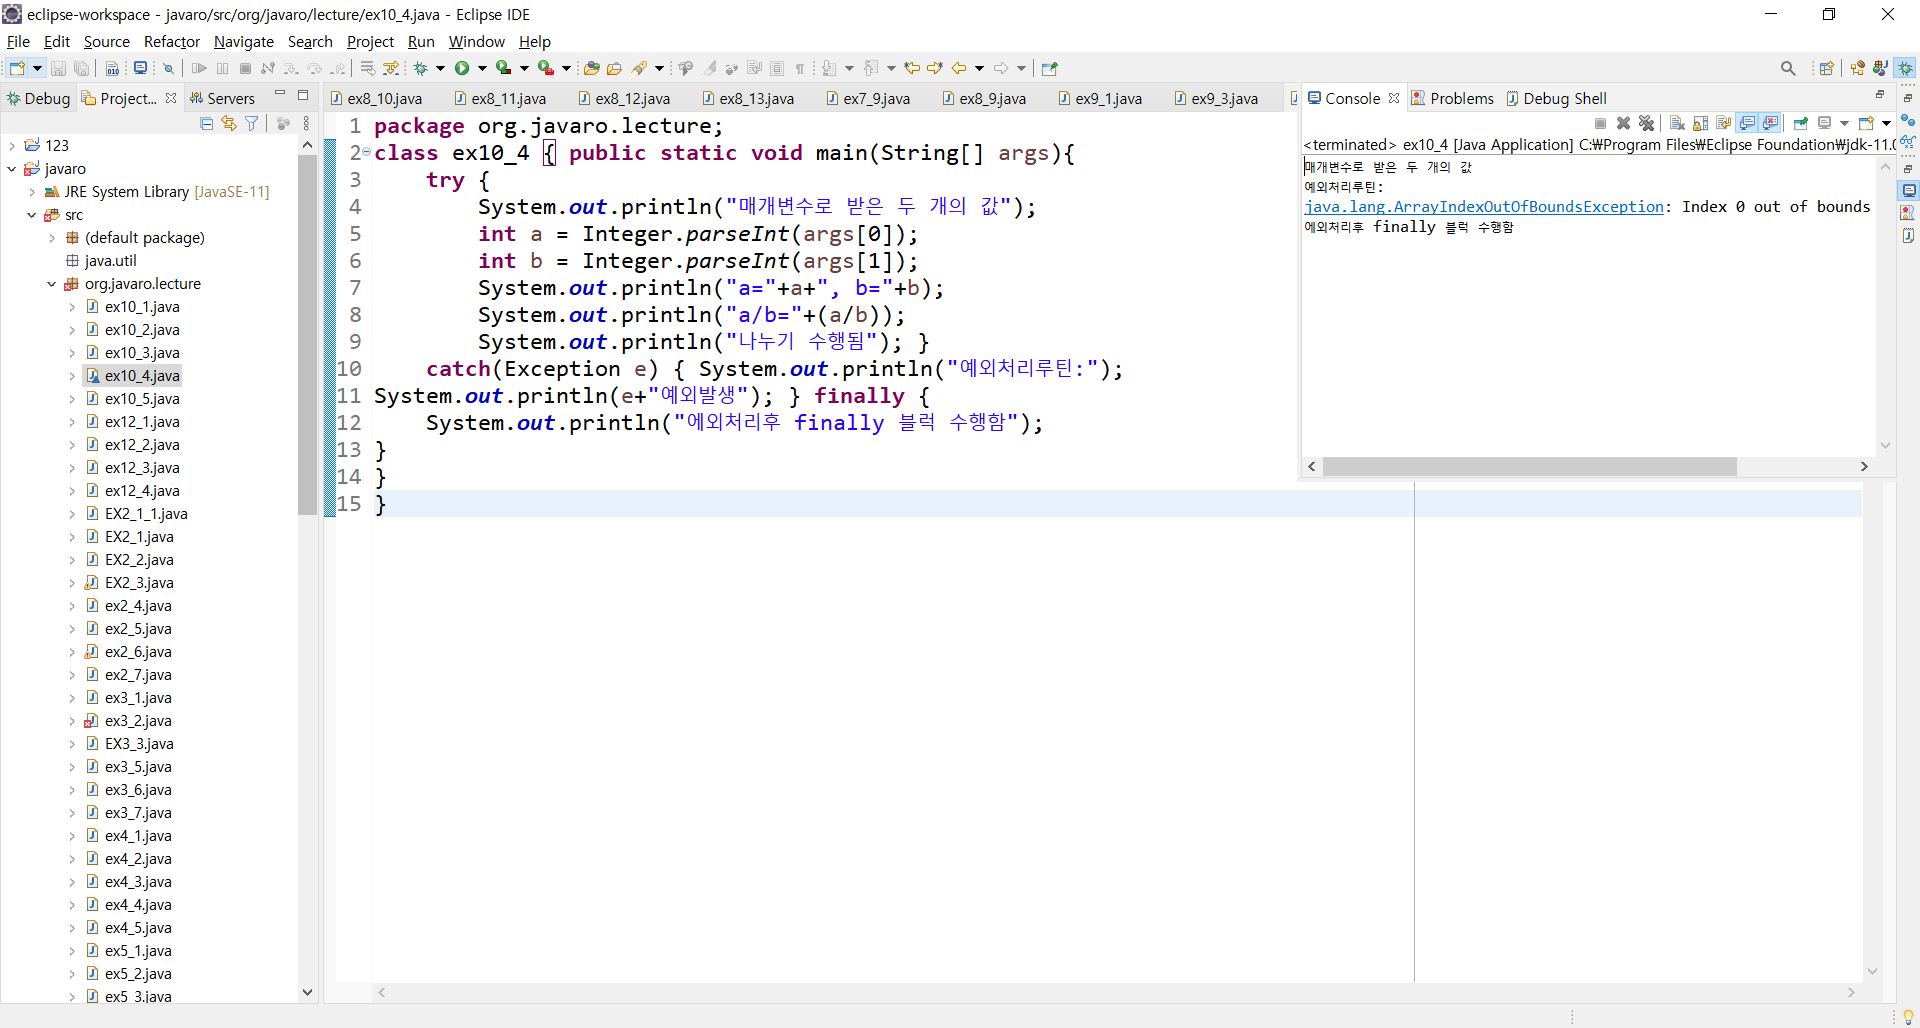 eclipse-workspace - javaro/src/org/javaro/lecture/ex10_4.java - Eclipse IDE
File Edit Source Refactor Navigate Search Project Run Window Help
Debug Project... Servers
123
javaro
JRE System Library [JavaSE-11]
src
(default package)
java.util
org.javaro.lecture
ex10_1.java
ex10_2.java
ex10_3.java
ex10_4.java
ex10_5.java
ex12_1.java
ex12_2.java
ex12_3.java
ex12_4.java
EX2_1_1.java
EX2_1.java
EX2_2.java
EX2_3.java
ex2_4.java
ex2_5.java
ex2_6.java
ex2_7.java
ex3_1.java
ex3_2.java
EX3_3.java
ex3_5.java
ex3_6.java
ex3_7.java
ex4_1.java
ex4_2.java
ex4_3.java
ex4_4.java
ex4_5.java
ex5_1.java
ex5_2.java
ex5_3.java
ex8_10.java ex8_11.java ex8_12.java ex8_13.java ex7_9.java ex8_9.java ex9_1.java ex9_3.java
1 package org.javaro.lecture;
2 class ex10_4 { public static void main(String[] args){
3 try {
4 System.out.println("매개변수로 받은 두 개의 값");
5 int a = Integer.parseInt(args[0]);
6 int b = Integer.parseInt(args[1]);
7 System.out.println("a="+a+", b="+b);
8 System.out.println("a/b="+(a/b));
9 System.out.println("나누기 수행됨"); }
10 catch(Exception e) { System.out.println("예외처리루틴:");
11 System.out.println(e+"예외발생"); } finally {
12 System.out.println("에외처리후 finally 블럭 수행함");
13 }
14 }
15 }
Console Problems Debug Shell
<terminated> ex10_4 [Java Application] C:₩Program Files₩Eclipse Foundation₩jdk-11.0
매개변수로 받은 두 개의 값
예외처리루틴:
java.lang.ArrayIndexOutOfBoundsException: Index 0 out of bounds
에외처리후 finally 블럭 수행함